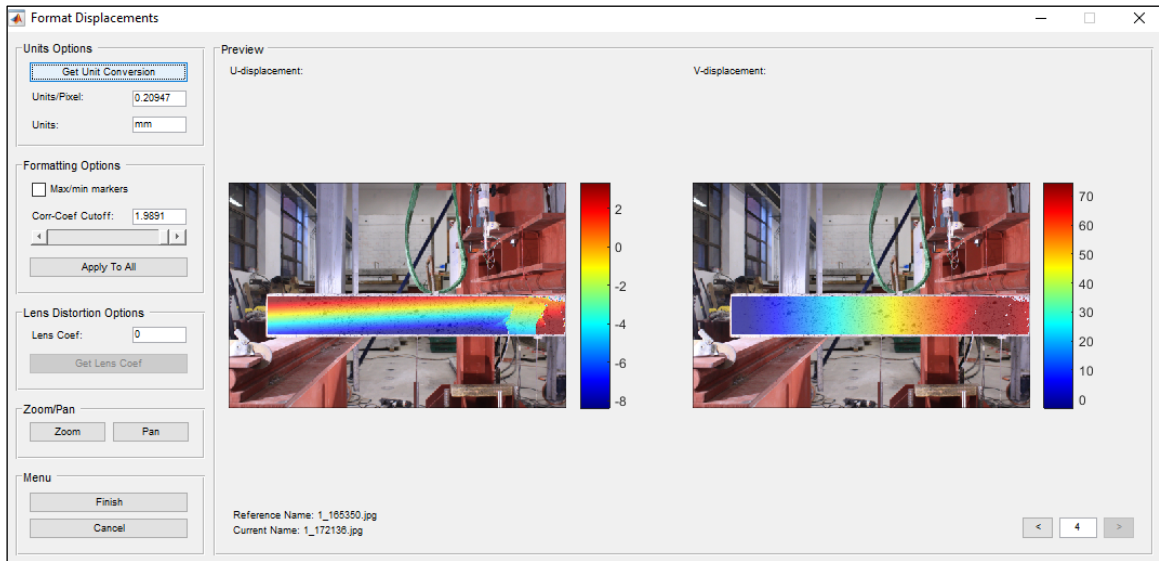 Format Displacements
Units Options
Get Unit Conversion
Units/Pixel: 0.20947
Units: mm
Formatting Options
Max/min markers
Corr-Coef Cutoff: 1.9891
Apply To All
Lens Distortion Options
Lens Coef: 0
Get Lens Coef
Zoom/Pan
Zoom Pan
Menu
Finish
Cancel
Preview
U-displacement:
2
0
-2
-4
-6
-8
V-displacement:
70
60
50
40
30
20
10
0
Reference Name: 1_165350.jpg
Current Name: 1_172136.jpg
< 4 >